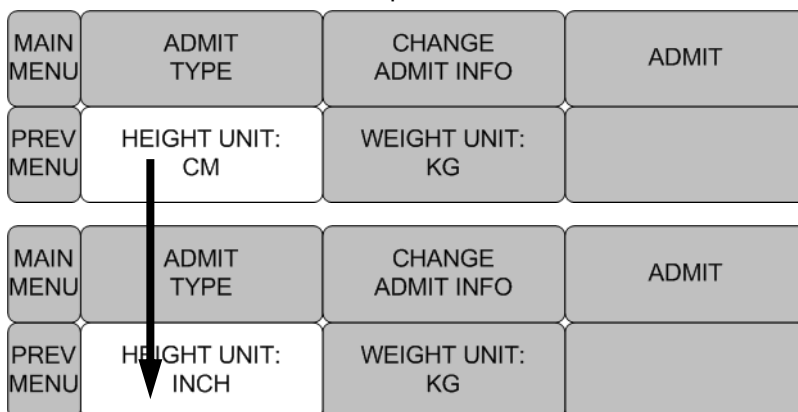 MAIN
MENU
ADMIT
TYPE
CHANGE
ADMIT INFO
ADMIT
PREV
MENU
HEIGHT UNIT:
CM
WEIGHT UNIT:
KG
MAIN
MENU
ADMIT
TYPE
CHANGE
ADMIT INFO
ADMIT
PREV
MENU
HEIGHT UNIT:
INCH
WEIGHT UNIT:
KG